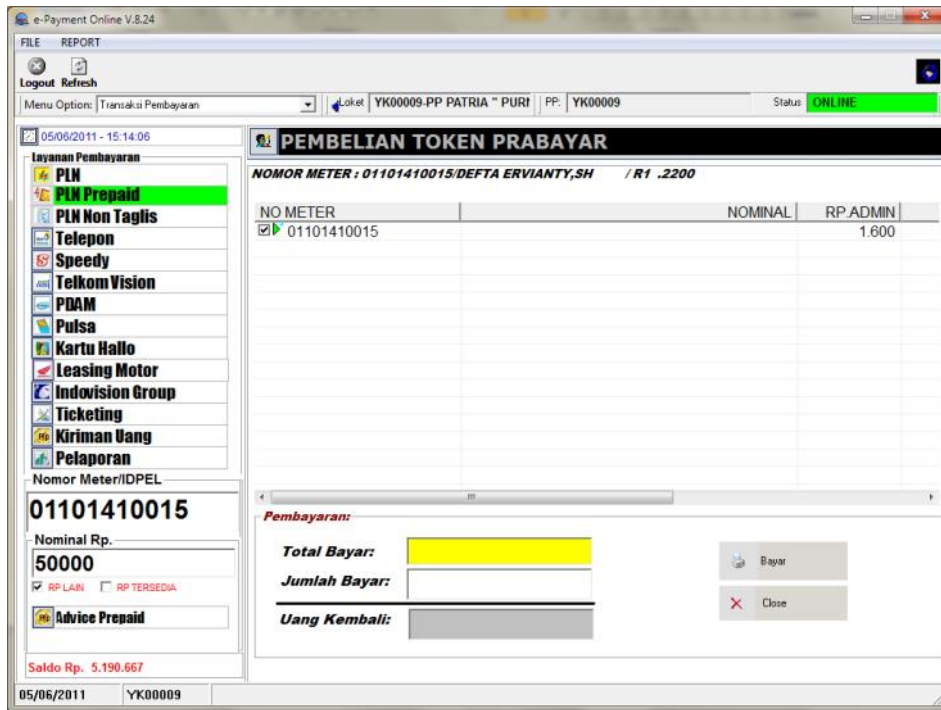 e-Payment Online V.8.24
FILE REPORT
Logout Refresh
Menu Option: Transaksi Pembayaran Loket YK00009-PP PATRIA " PURI PP: YK00009 Status ONLINE
05/06/2011 - 15:14:06
Layanan Pembayaran
PLN
PLN Prepaid
PLN Non Taglis
Telepon
Speedy
Telkom Vision
PDAM
Pulsa
Kartu Hallo
Leasing Motor
Indovision Group
Ticketing
Kiriman Uang
Pelaporan
Nomor Meter/IDPEL
01101410015
Nominal Rp.
50000
RP LAIN RP TERSEDIA
Advice Prepaid
Saldo Rp. 5.190.667
PEMBELIAN TOKEN PRABAYAR
NOMOR METER : 01101410015/DEFTA ERVIANTY,SH / R1 .2200
NO METER NOMINAL RP.ADMIN
01101410015 1.600
Pembayaran:
Total Bayar:
Jumlah Bayar:
Uang Kembali:
Bayar
Close
05/06/2011 YK00009